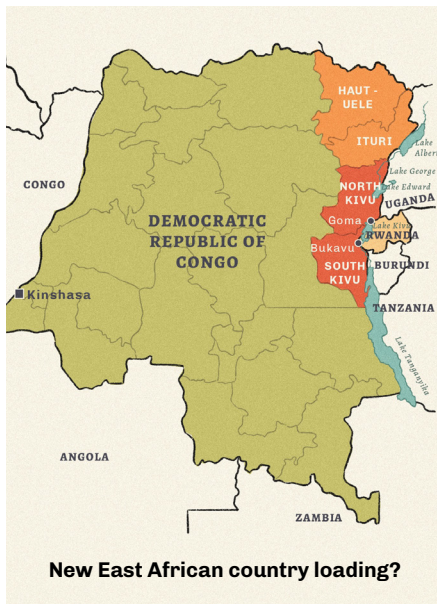 HAUT -
UELE
ITURI
Lake
Albert
Lake George
Lake Edward
NORTH
KIVU
UGANDA
CONGO
Goma
Lake Kivu
DEMOCRATIC
REPUBLIC OF
CONGO
RWANDA
Bukavu
SOUTH
KIVU
BURUNDI
Kinshasa
TANZANIA
Lake Tanganyika
ANGOLA
ZAMBIA
New East African country loading?